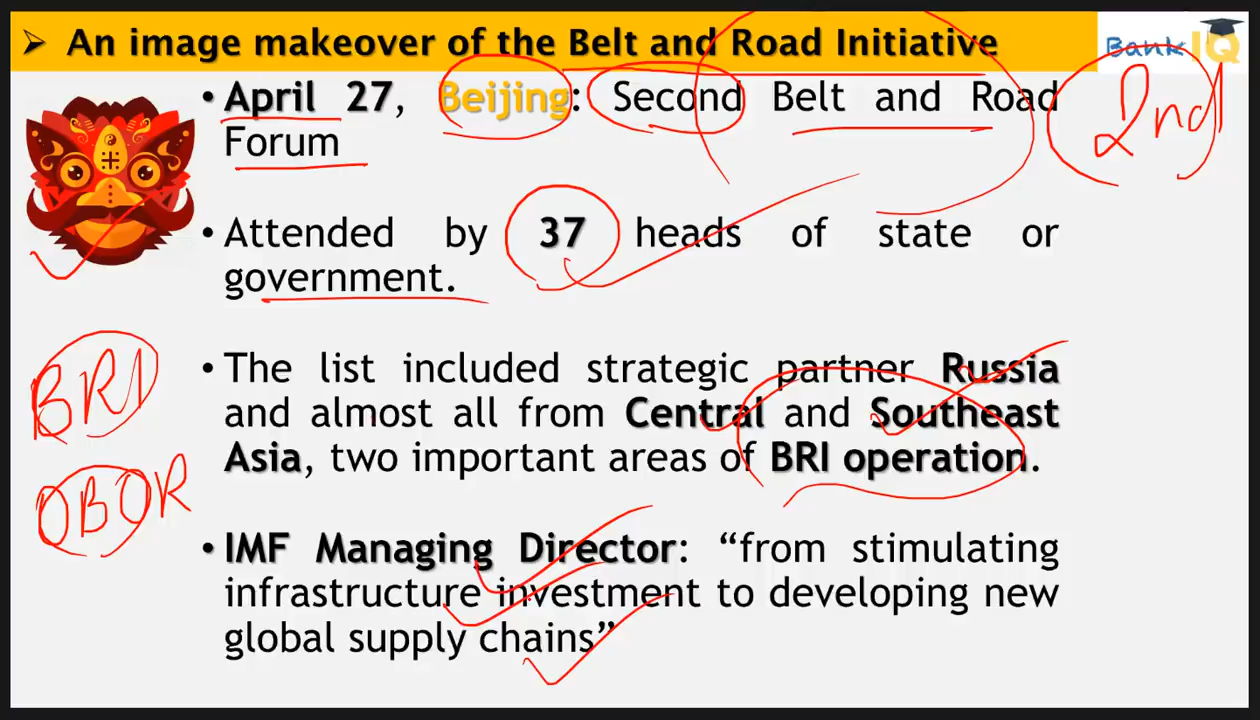 ➢ An image makeover of the Belt and Road Initiative
Bank IQ
• April 27, Beijing: Second Belt and Road
Forum
2nd
• Attended by 37 heads of state or
government.
BRI
• The list included strategic partner Russia
and almost all from Central and Southeast
Asia, two important areas of BRI operation.
OBOR
• IMF Managing Director: “from stimulating
infrastructure investment to developing new
global supply chains”